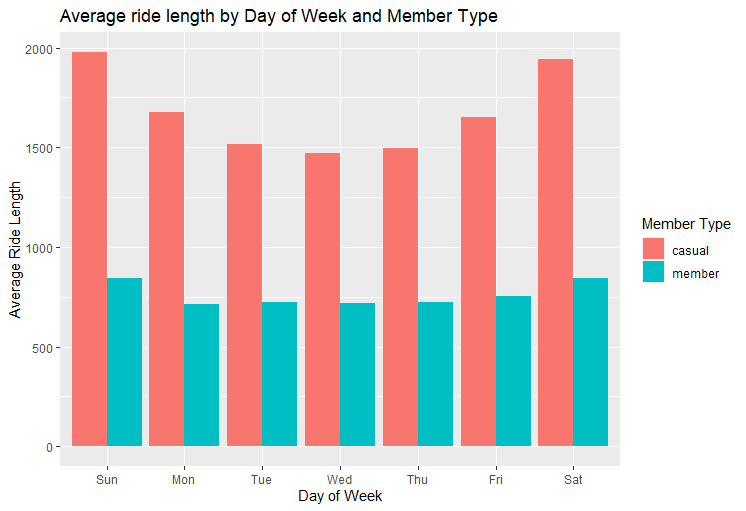 Average ride length by Day of Week and Member Type
Average Ride Length
2000
1500
1000
500
0
Sun Mon Tue Wed Thu Fri Sat
Day of Week
Member Type
casual
member